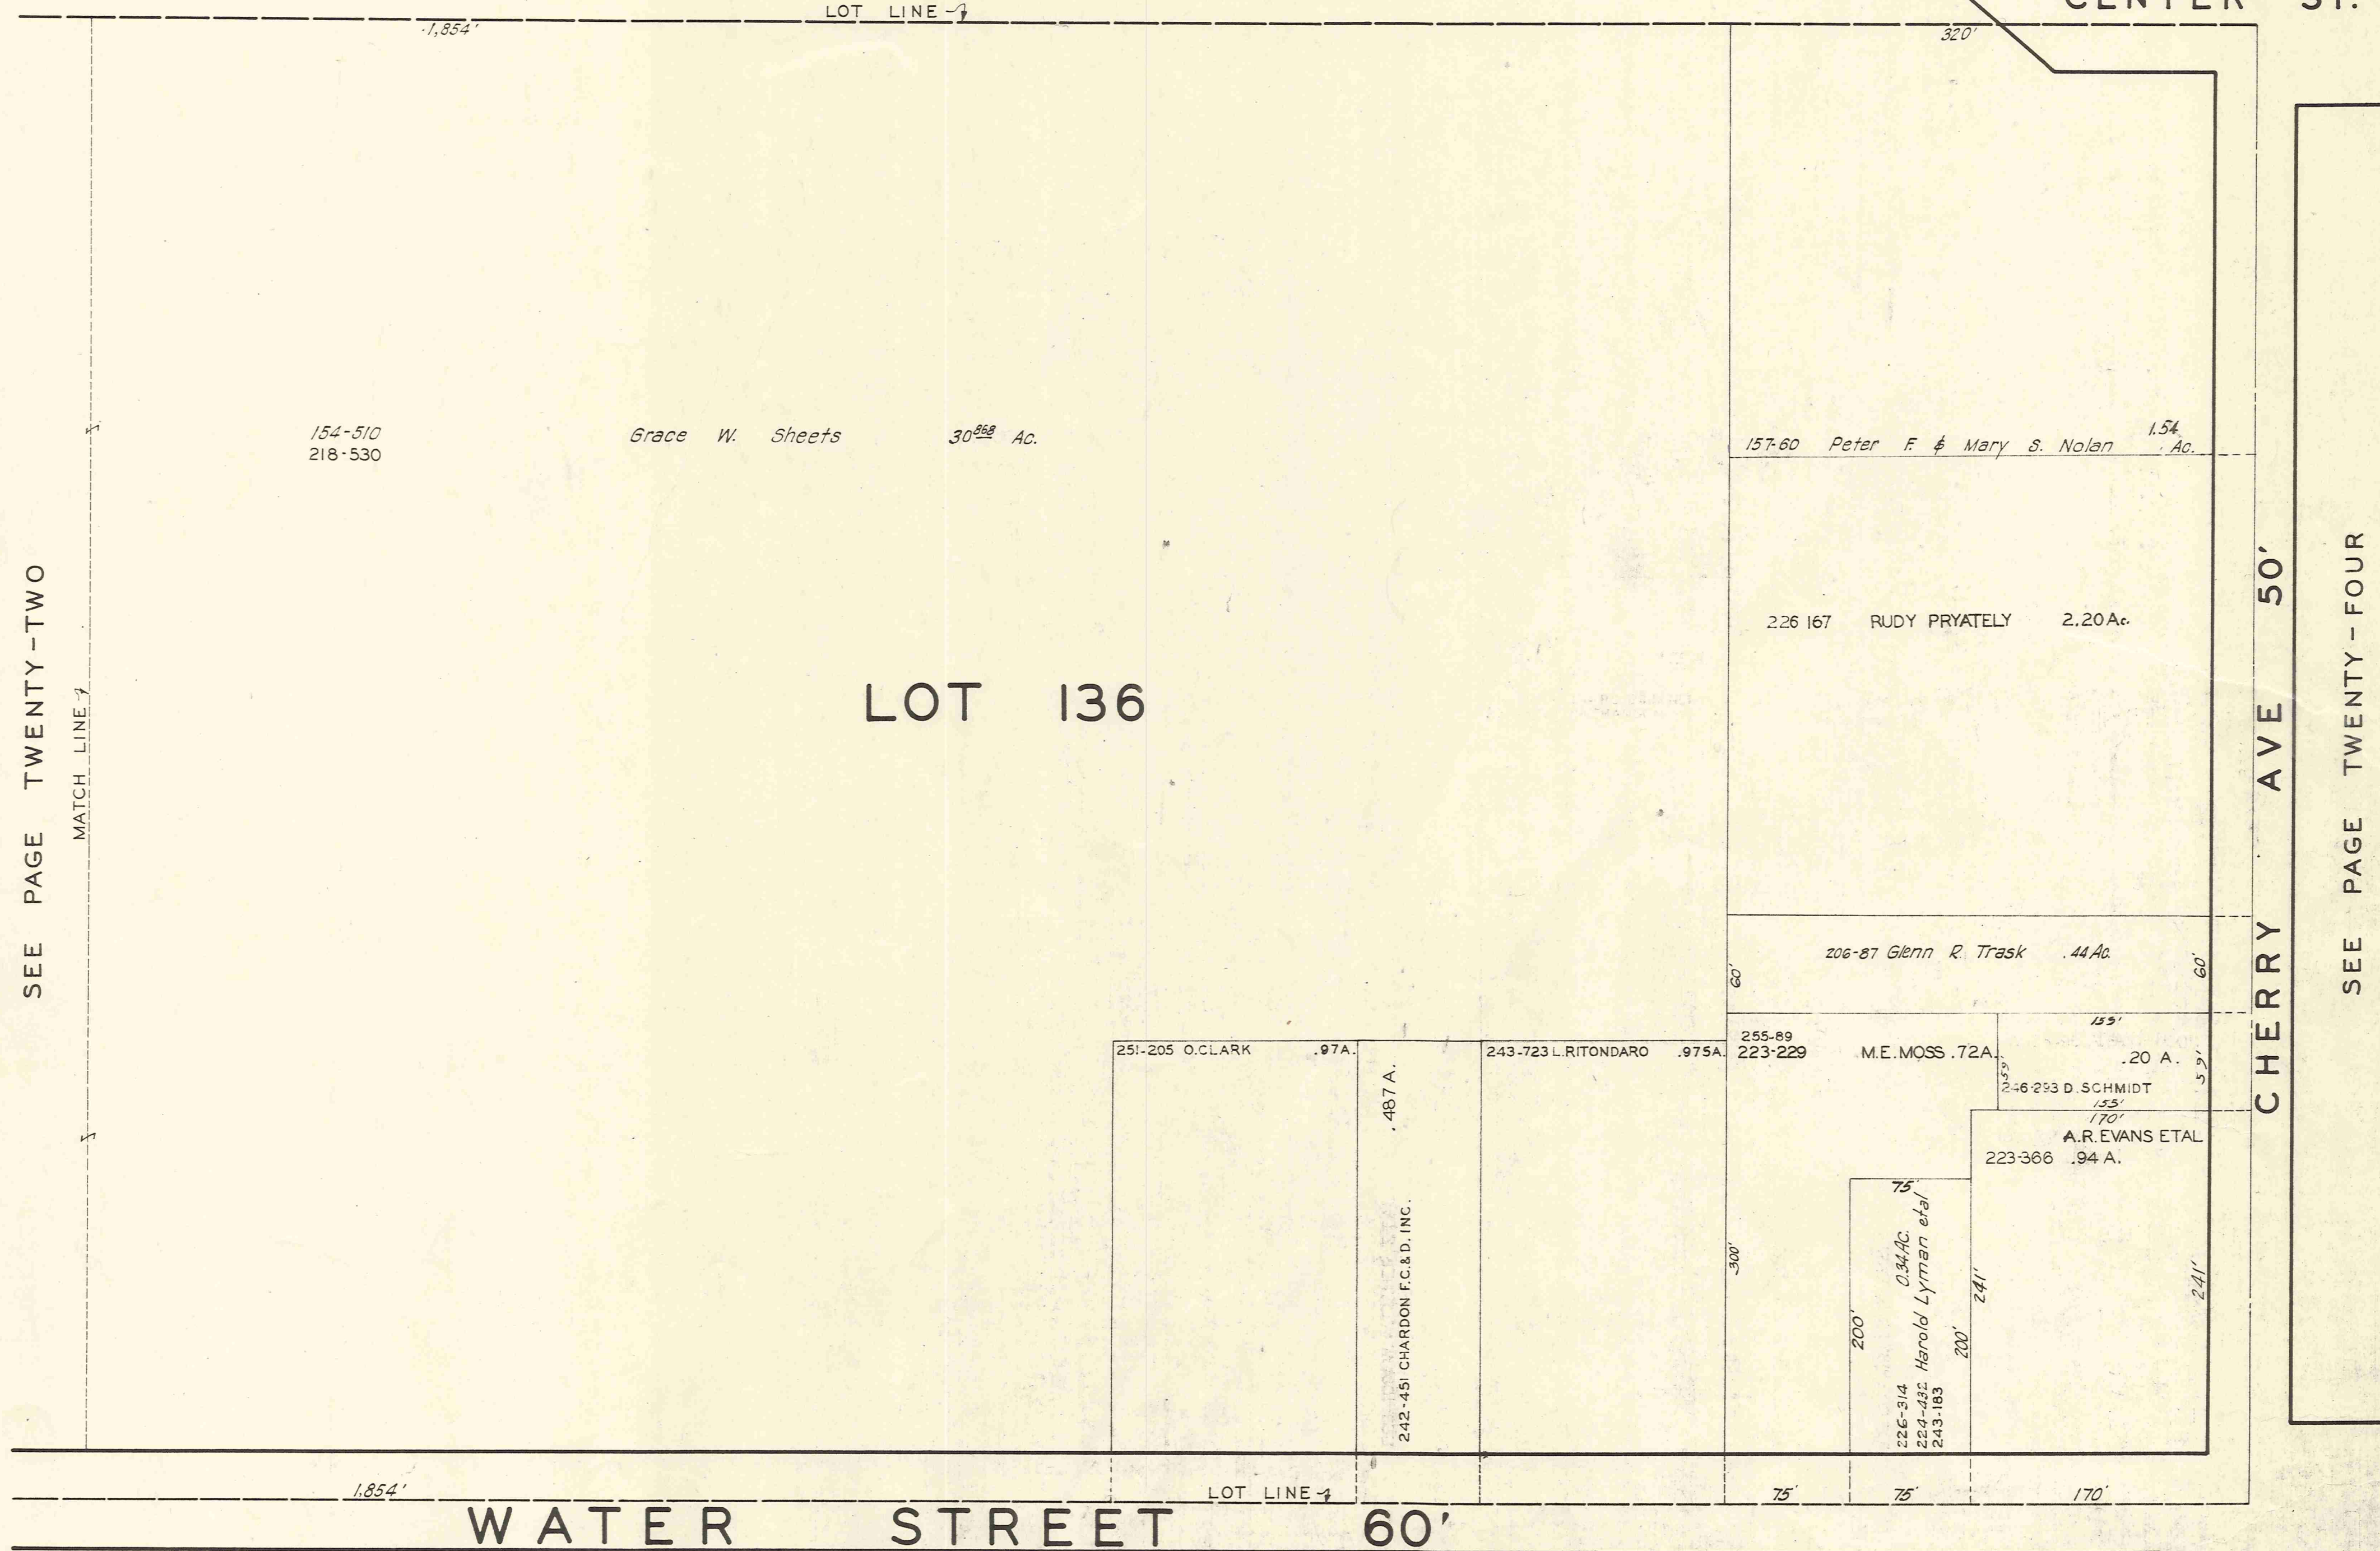 LOT LINE
CENTER ST.
1,854'
320'
154-510
218-530
Grace W. Sheets 30 868 Ac.
1.54
157-60 Peter F. & Mary S. Nolan Ac.
SEE PAGE TWENTY-TWO
MATCH LINE
LOT 136
226 167 RUDY PRYATELY 2.20 Ac.
CHERRY AVE 50'
SEE PAGE TWENTY-FOUR
206-87 Glenn R. Trask .44 Ac.
60'
60'
251-205 O.CLARK .97A.
.487 A.
242-451 CHARDON F.C.& D. INC.
243-723 L.RITONDARO .975A.
255-89
223-229 M.E.MOSS .72A.
155'
.20 A.
59'
59'
246-293 D. SCHMIDT
155'
170'
A.R.EVANS ETAL
223-366 .94 A.
75'
0.34 AC.
226-314
224-432 Harold Lyman etal
243-183
300'
200'
200'
241'
241'
1,854'
LOT LINE
75'
75'
170'
WATER STREET 60'